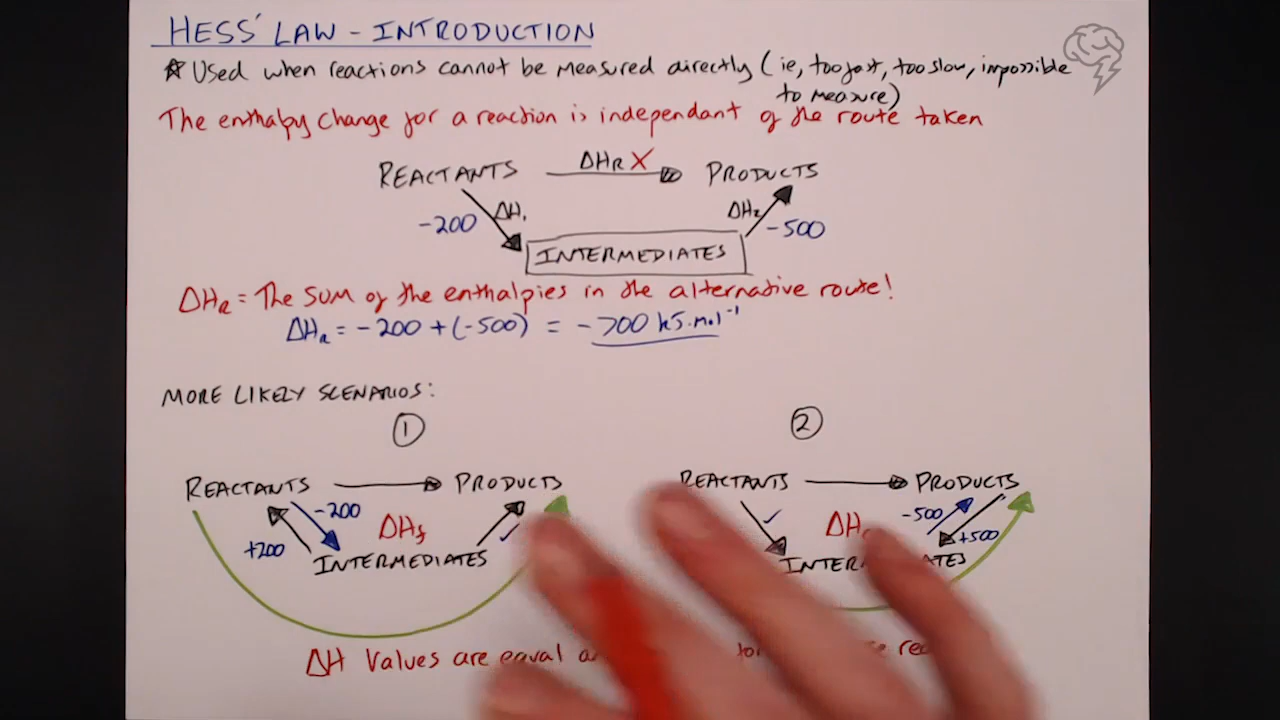 HESS' LAW - INTRODUCTION
☆ Used when reactions cannot be measured directly (ie, too fast, too slow, impossible
to measure)
The enthalpy change for a reaction is independant of the route taken
REACTANTS ΔHR X PRODUCTS
-200 ΔH₁ ΔH₂ -500
INTERMEDIATES
ΔHR = The sum of the enthalpies in the alternative route!
ΔHR = -200 + (-500) = -700 kJ.mol⁻¹
MORE LIKELY SCENARIOS:
① ②
REACTANTS PRODUCTS REACTANTS PRODUCTS
-200 ΔHf ✓ ✓ ΔH -500
+200 +500
INTERMEDIATES
ΔH Values are equal